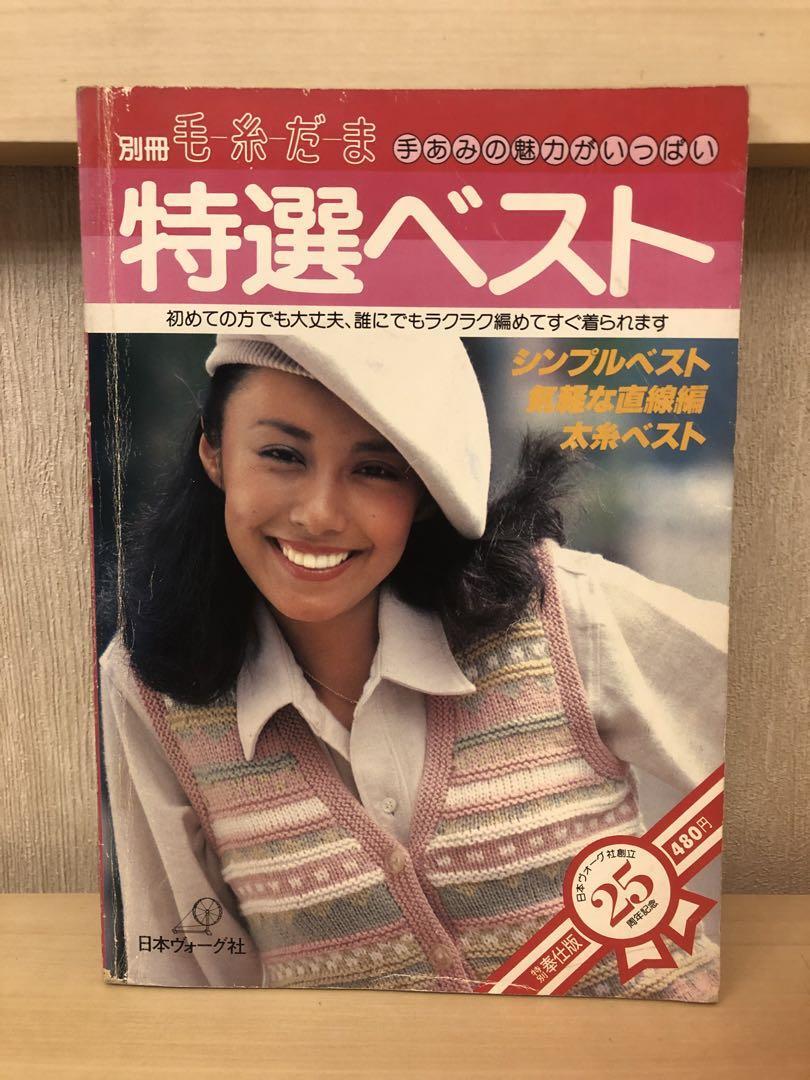 別冊 毛糸だま 手あみの魅力がいっぱい
特選ベスト
初めての方でも大丈夫、誰にでもラクラク編めてすぐ着られます
シンプルベスト
気軽な直線編
太糸ベスト
日本ヴォーグ社創立
25
周年記念
480円
特別奉仕版
日本ヴォーグ社